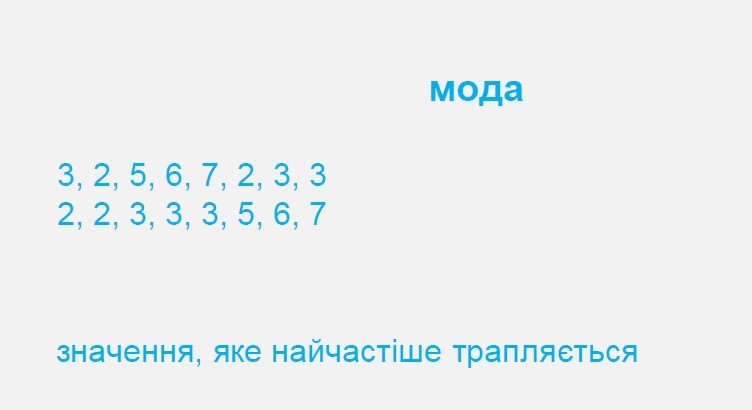 мода
3, 2, 5, 6, 7, 2, 3, 3
2, 2, 3, 3, 3, 5, 6, 7
значення, яке найчастіше трапляється